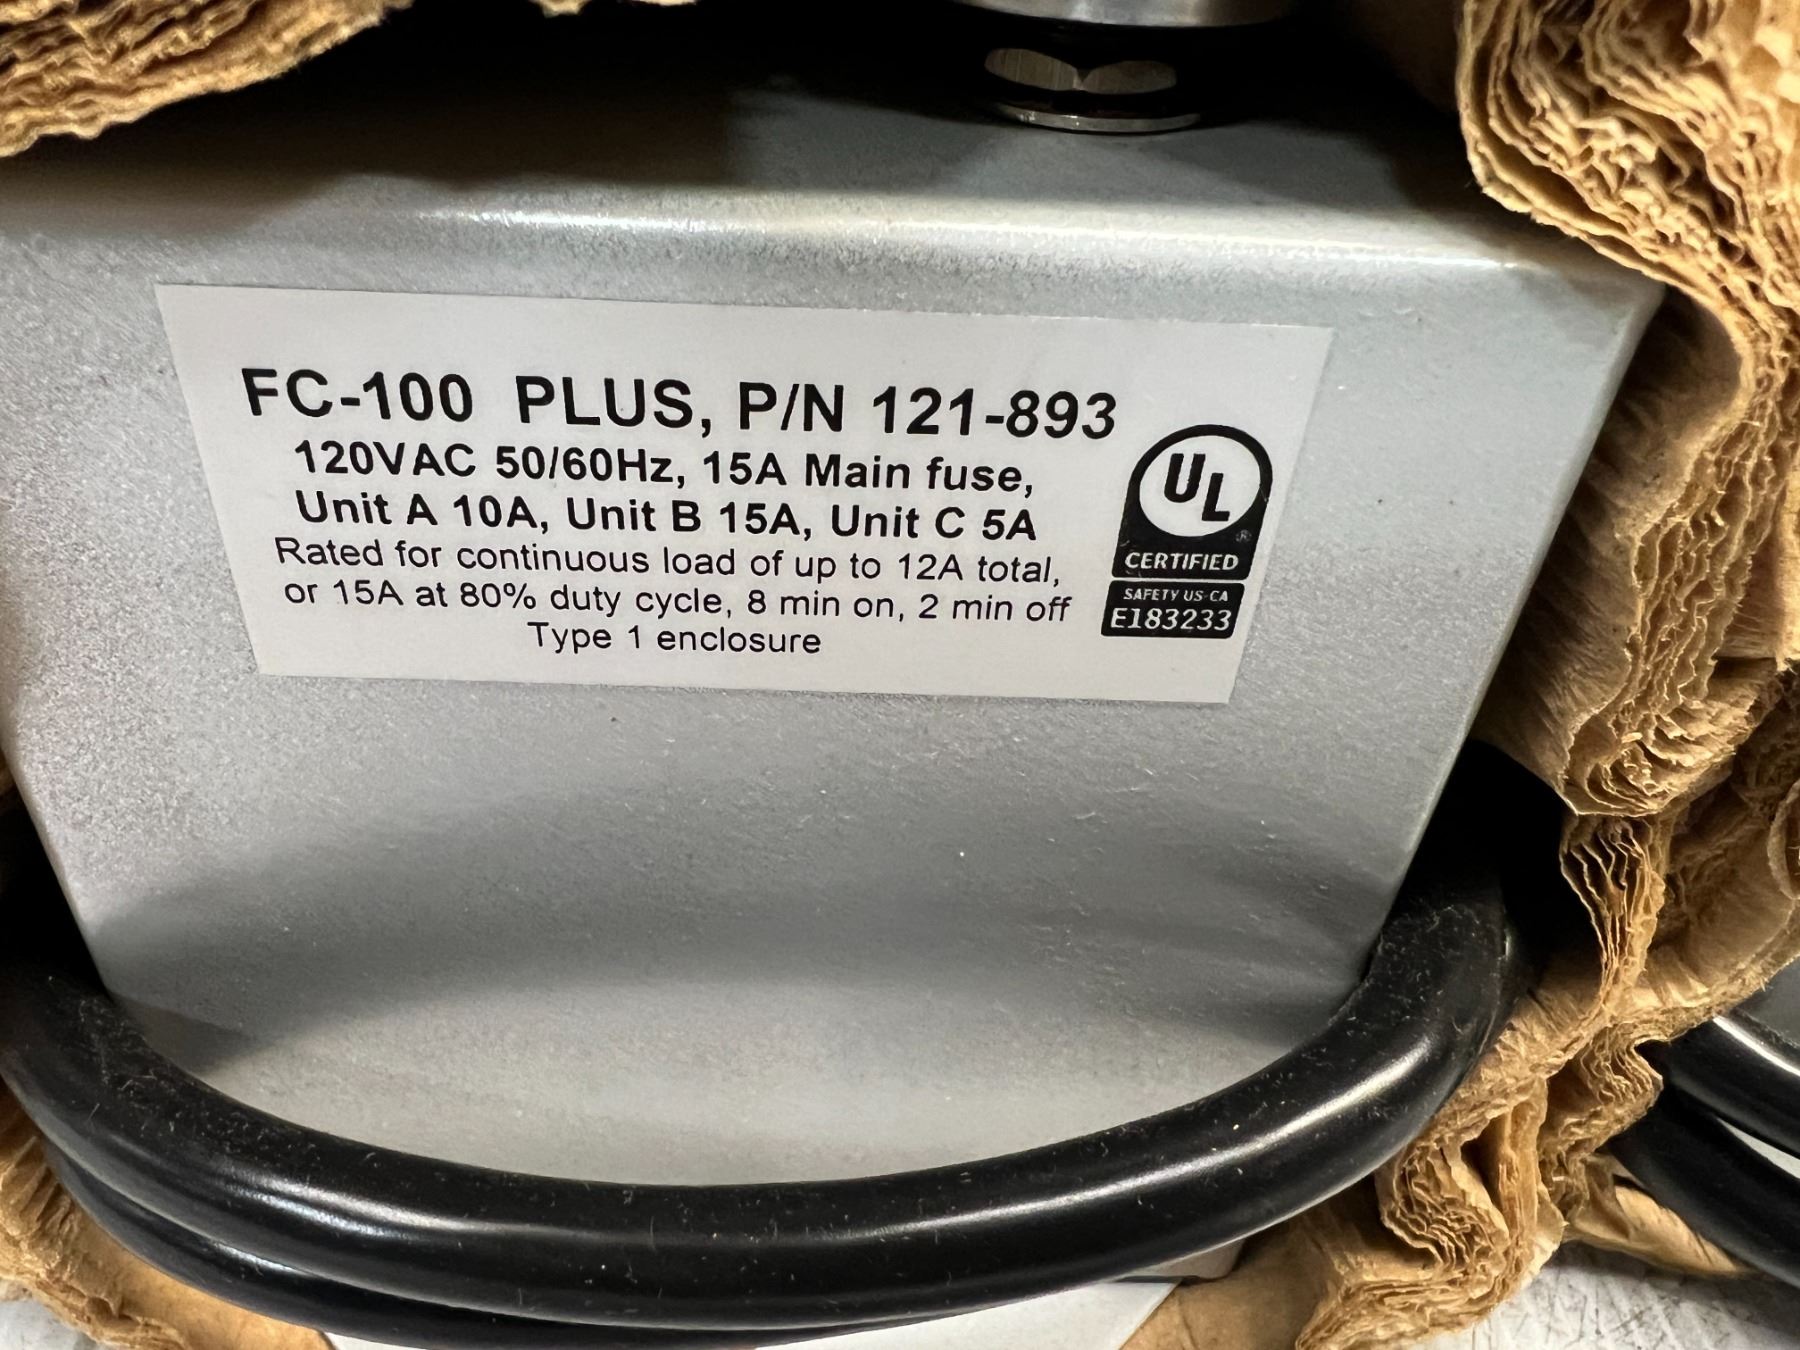 FC-100 PLUS, P/N 121-893
120VAC 50/60Hz, 15A Main fuse,
Unit A 10A, Unit B 15A, Unit C 5A
Rated for continuous load of up to 12A total,
or 15A at 80% duty cycle, 8 min on, 2 min off
Type 1 enclosure
UL
®
CERTIFIED
SAFETY US-CA
E183233